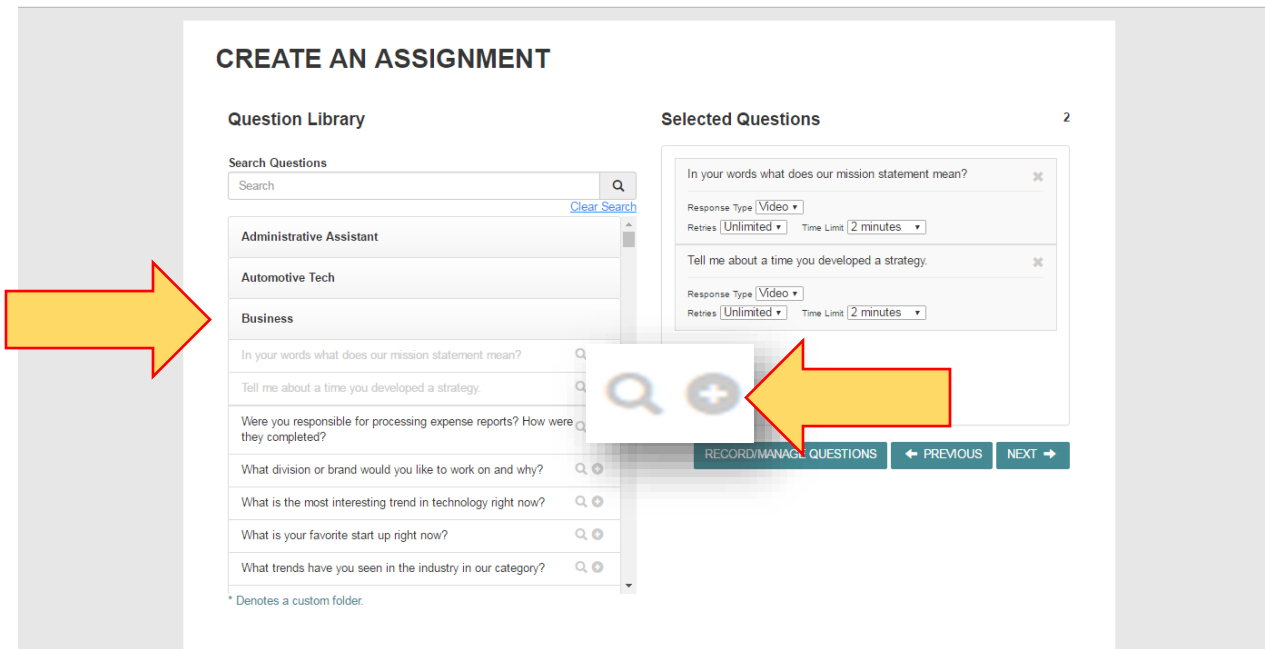 CREATE AN ASSIGNMENT
Question Library
Search Questions
Search
Clear Search
Administrative Assistant
Automotive Tech
Business
In your words what does our mission statement mean?
Tell me about a time you developed a strategy.
Were you responsible for processing expense reports? How were
they completed?
What division or brand would you like to work on and why?
What is the most interesting trend in technology right now?
What is your favorite start up right now?
What trends have you seen in the industry in our category?
* Denotes a custom folder.
Selected Questions 2
In your words what does our mission statement mean?
Response Type Video
Retries Unlimited Time Limit 2 minutes
Tell me about a time you developed a strategy.
Response Type Video
Retries Unlimited Time Limit 2 minutes
RECORD/MANAGE QUESTIONS PREVIOUS NEXT